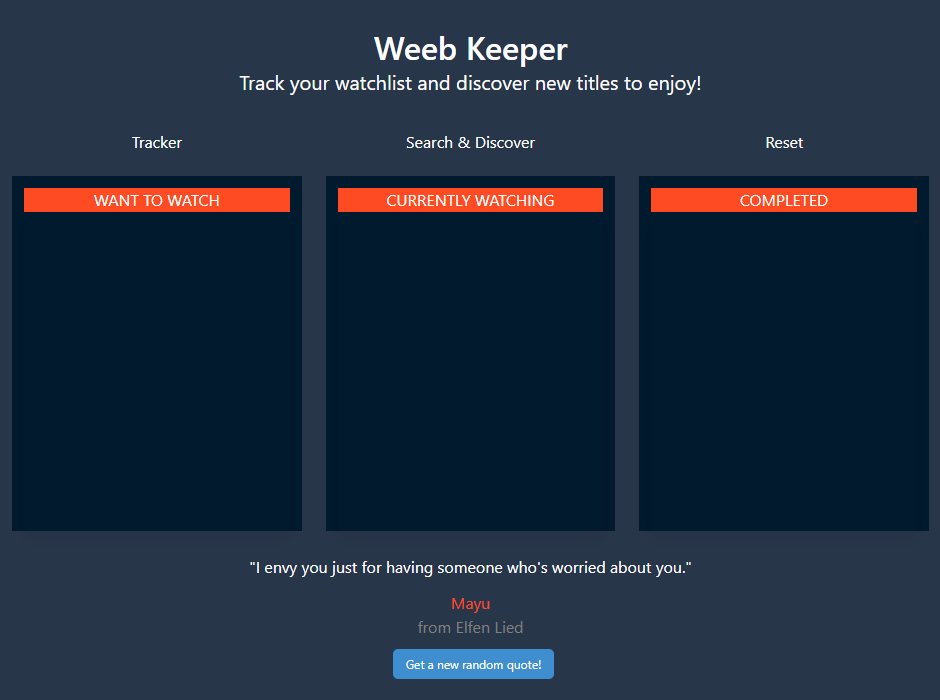 Weeb Keeper
Track your watchlist and discover new titles to enjoy!
Tracker
Search & Discover
Reset
WANT TO WATCH
CURRENTLY WATCHING
COMPLETED
"I envy you just for having someone who's worried about you."
Mayu
from Elfen Lied
Get a new random quote!